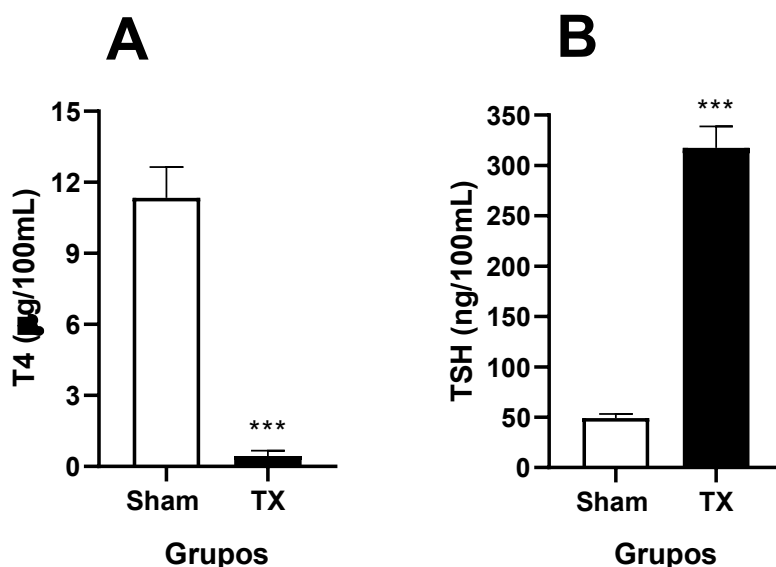 A
B
T4 (µg/100mL)
15
12
9
6
3
0
***
Sham
TX
Grupos
TSH (ng/100mL)
350
300
250
200
150
100
50
0
***
Sham
TX
Grupos